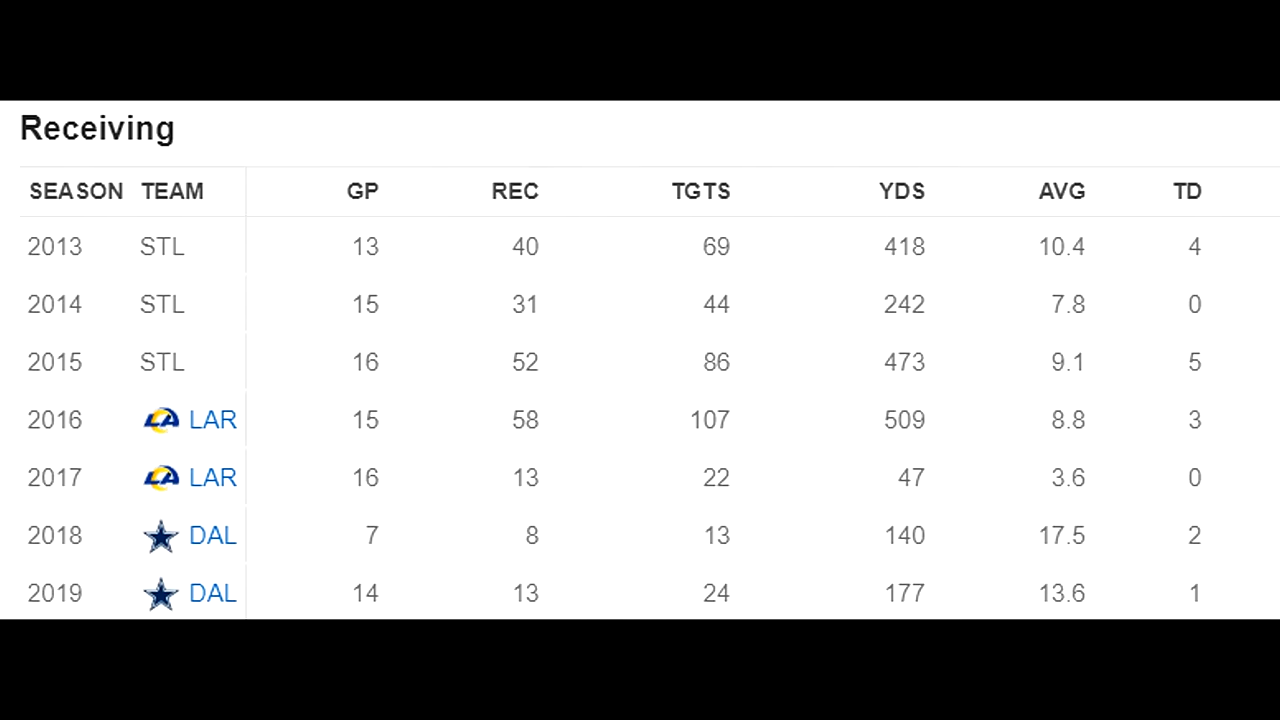 Receiving
SEASON TEAM GP REC TGTS YDS AVG TD
2013 STL 13 40 69 418 10.4 4
2014 STL 15 31 44 242 7.8 0
2015 STL 16 52 86 473 9.1 5
2016 LA LAR 15 58 107 509 8.8 3
2017 LA LAR 16 13 22 47 3.6 0
2018 DAL 7 8 13 140 17.5 2
2019 DAL 14 13 24 177 13.6 1